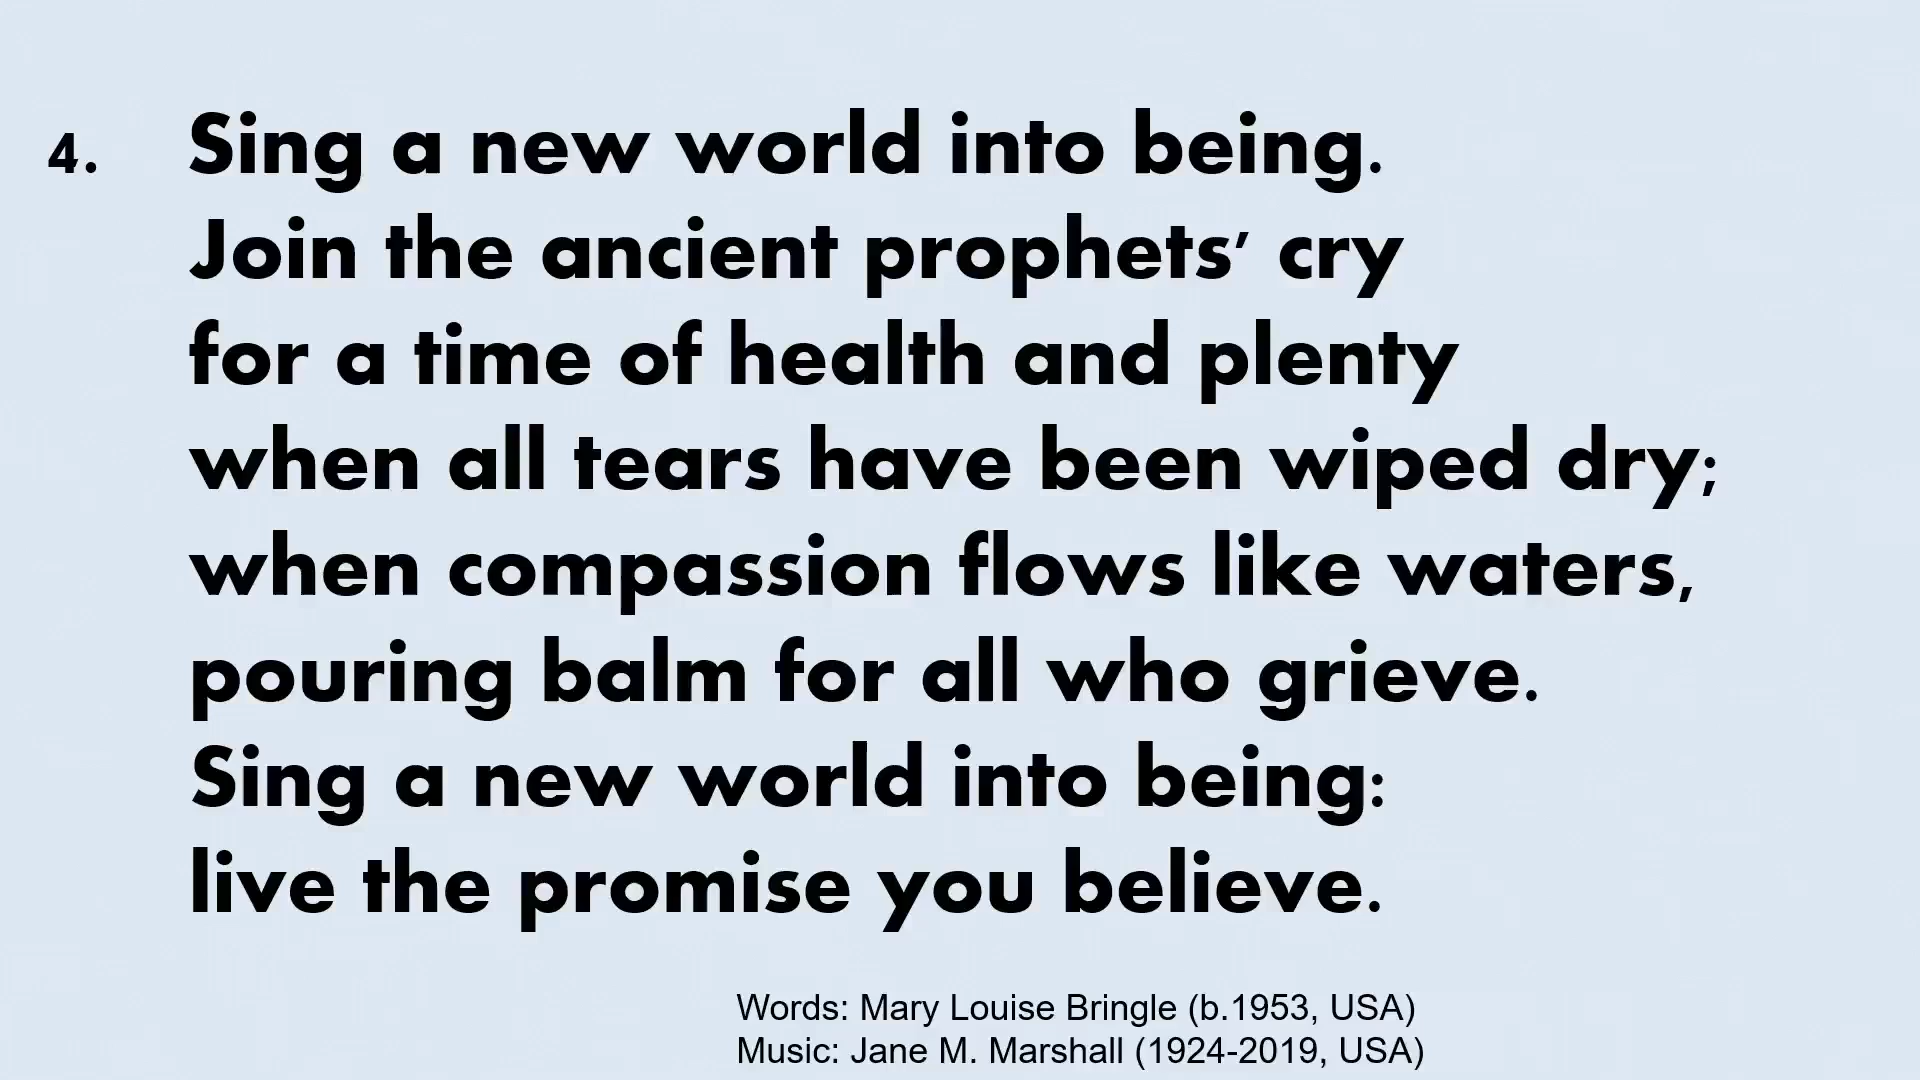 4. Sing a new world into being.
Join the ancient prophets’ cry
for a time of health and plenty
when all tears have been wiped dry;
when compassion flows like waters,
pouring balm for all who grieve.
Sing a new world into being:
live the promise you believe.
Words: Mary Louise Bringle (b.1953, USA)
Music: Jane M. Marshall (1924-2019, USA)